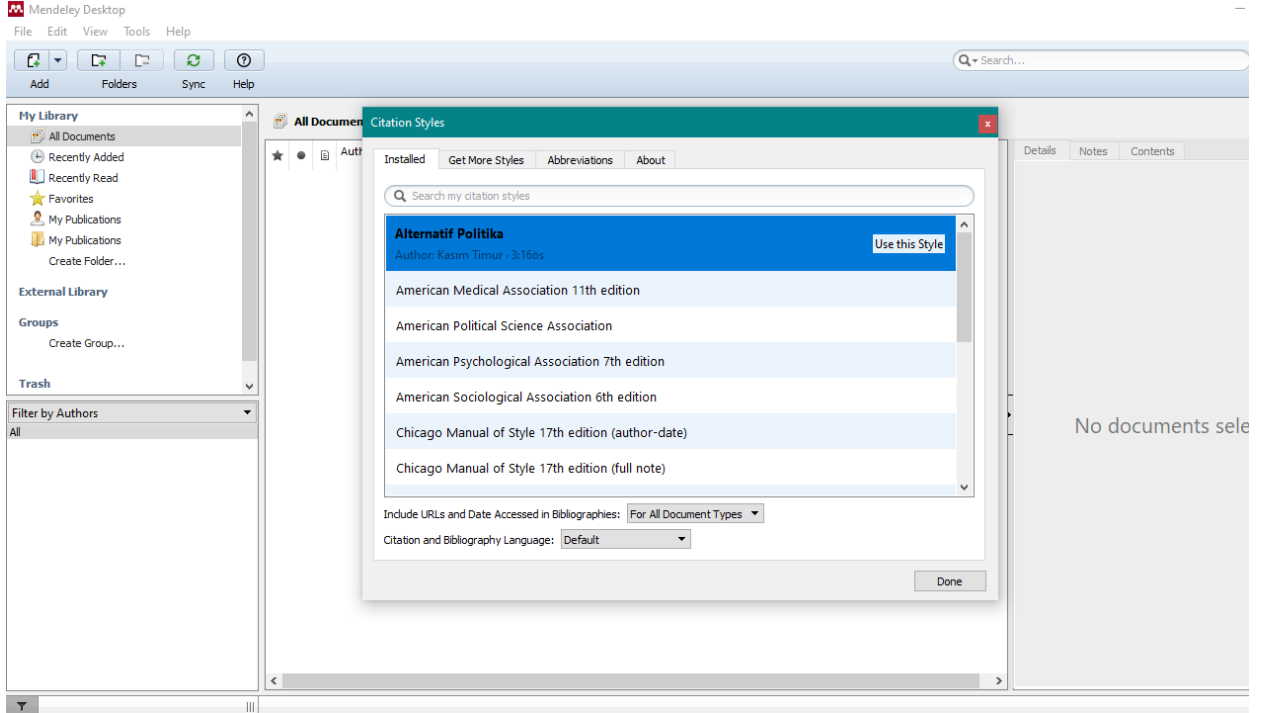 Mendeley Desktop
File Edit View Tools Help
Search...
Add Folders Sync Help
My Library
All Documents
Recently Added
Recently Read
Favorites
My Publications
My Publications
Create Folder...
External Library
Groups
Create Group...
Trash
Filter by Authors
All
All Documen
Auth
Citation Styles
x
Installed Get More Styles Abbreviations About
Search my citation styles
Alternatif Politika
Author: Kasım Timur - 3:16ös
Use this Style
American Medical Association 11th edition
American Political Science Association
American Psychological Association 7th edition
American Sociological Association 6th edition
Chicago Manual of Style 17th edition (author-date)
Chicago Manual of Style 17th edition (full note)
Include URLs and Date Accessed in Bibliographies: For All Document Types
Citation and Bibliography Language: Default
Done
Details Notes Contents
No documents sele